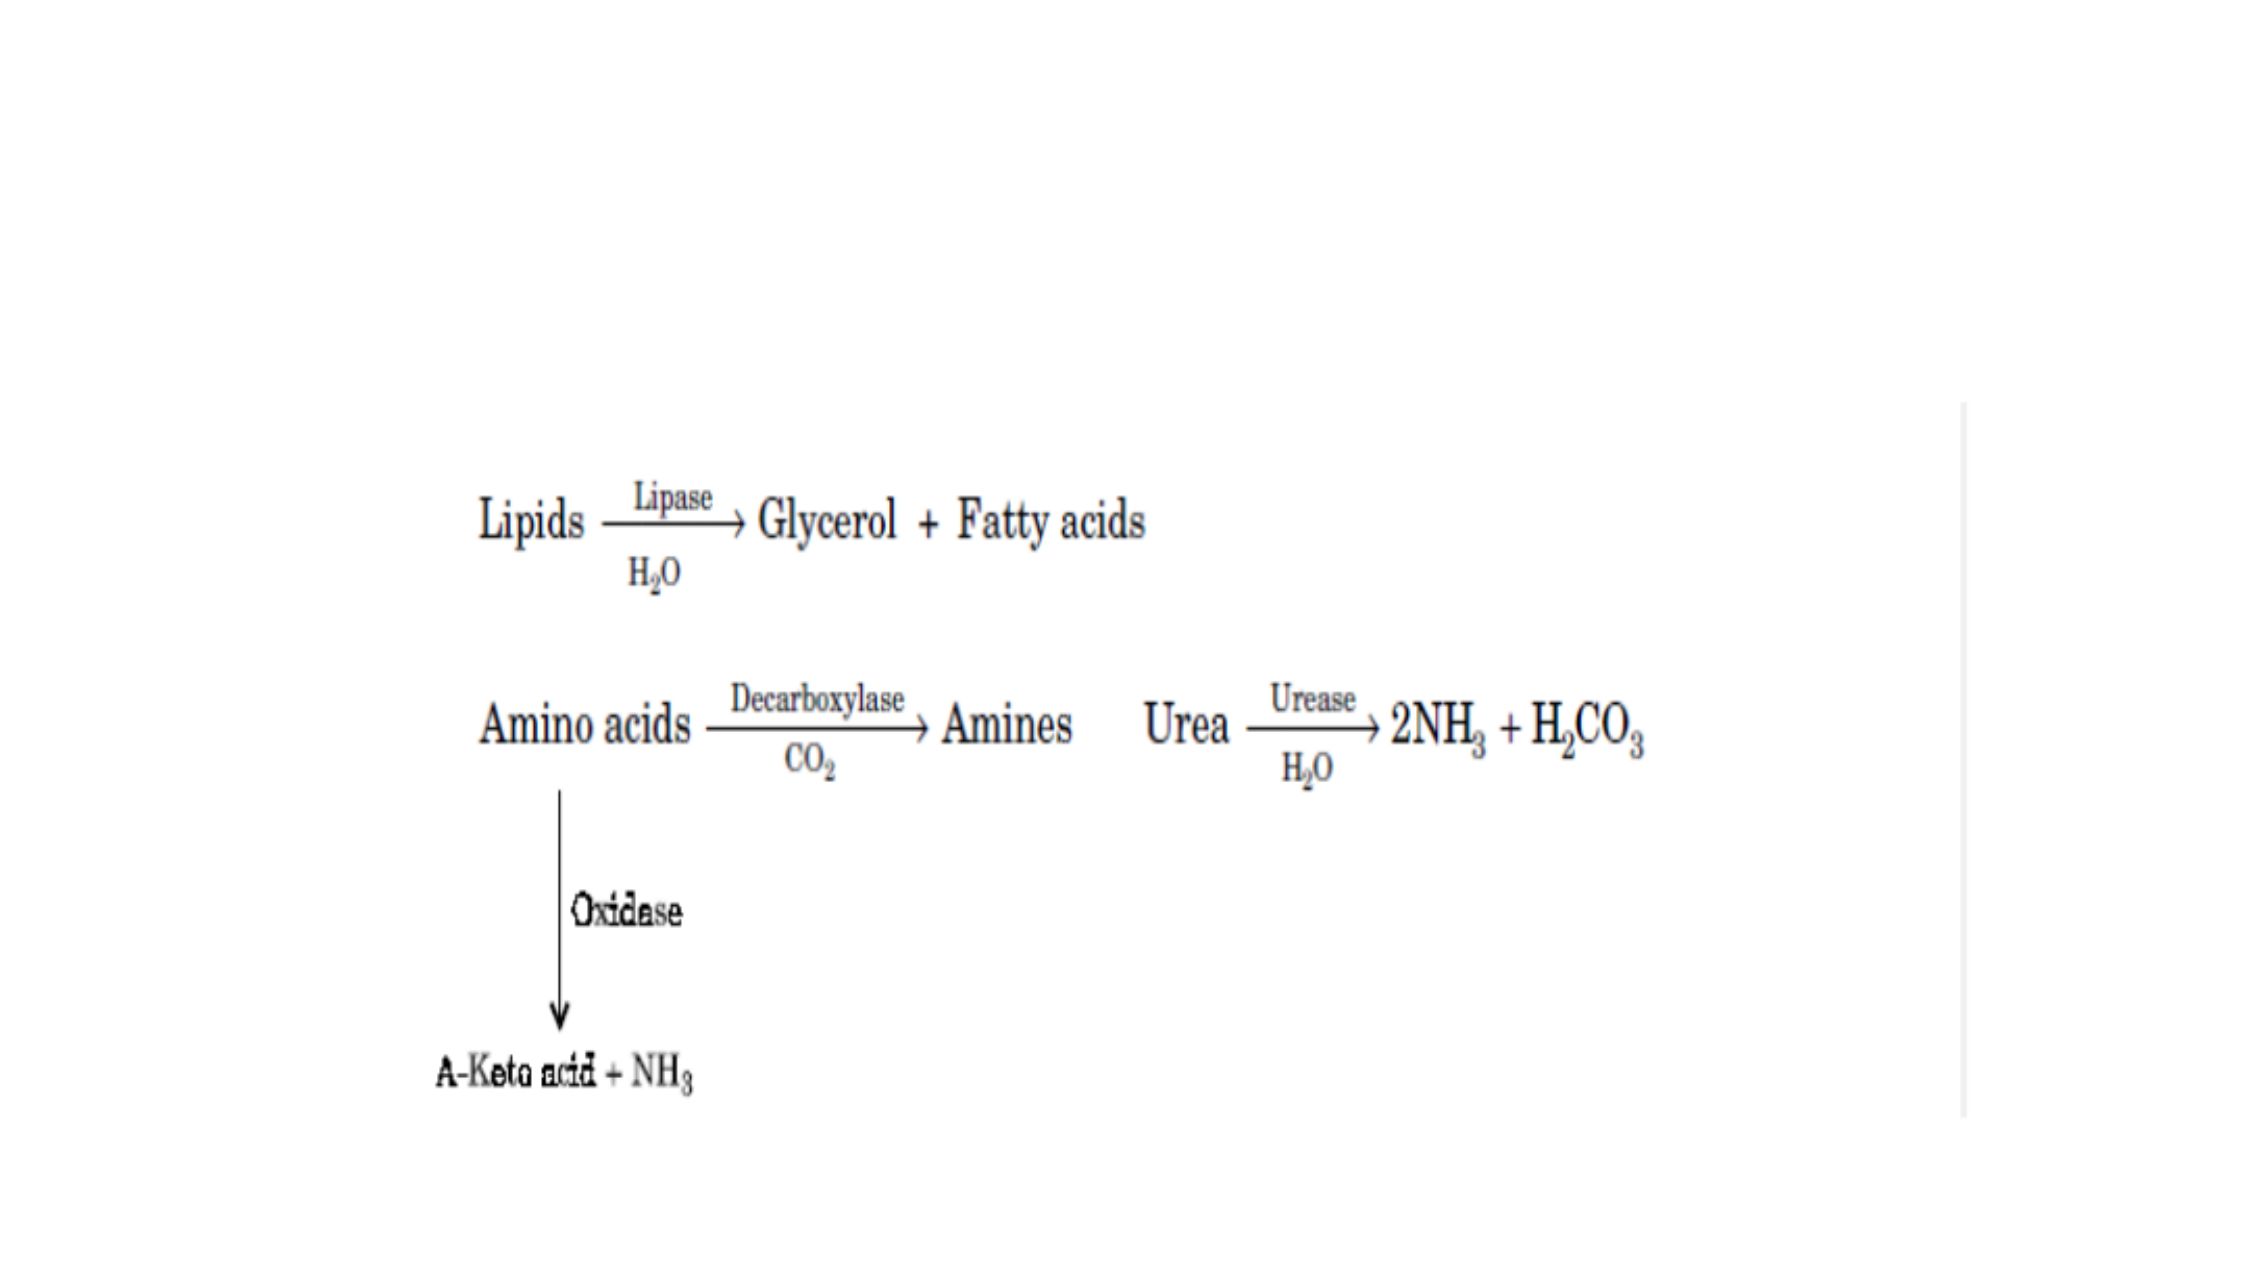 Lipase
Lipids → Glycerol + Fatty acids
H₂O
Decarboxylase
Amino acids → Amines
CO₂
Urease
Urea → 2NH₃ + H₂CO₃
H₂O
Oxidase
A-Keto acid + NH₃